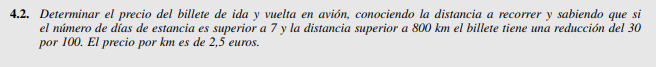 4.2. Determinar el precio del billete de ida y vuelta en avión, conociendo la distancia a recorrer y sabiendo que si
el número de días de estancia es superior a 7 y la distancia superior a 800 km el billete tiene una reducción del 30
por 100. El precio por km es de 2,5 euros.